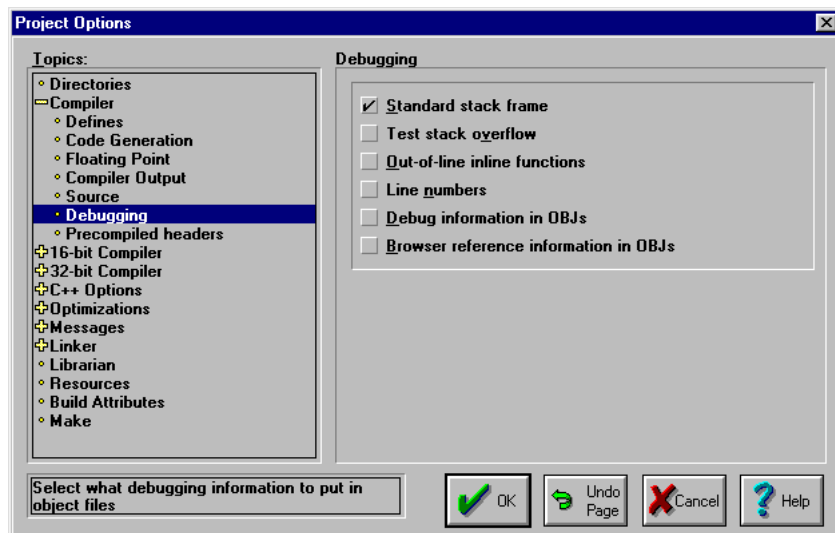 Project Options
Topics:
Directories
Compiler
Defines
Code Generation
Floating Point
Compiler Output
Source
Debugging
Precompiled headers
16-bit Compiler
32-bit Compiler
C++ Options
Optimizations
Messages
Linker
Librarian
Resources
Build Attributes
Make
Debugging
Standard stack frame
Test stack overflow
Out-of-line inline functions
Line numbers
Debug information in OBJs
Browser reference information in OBJs
Select what debugging information to put in
object files
OK
Undo
Page
Cancel
Help